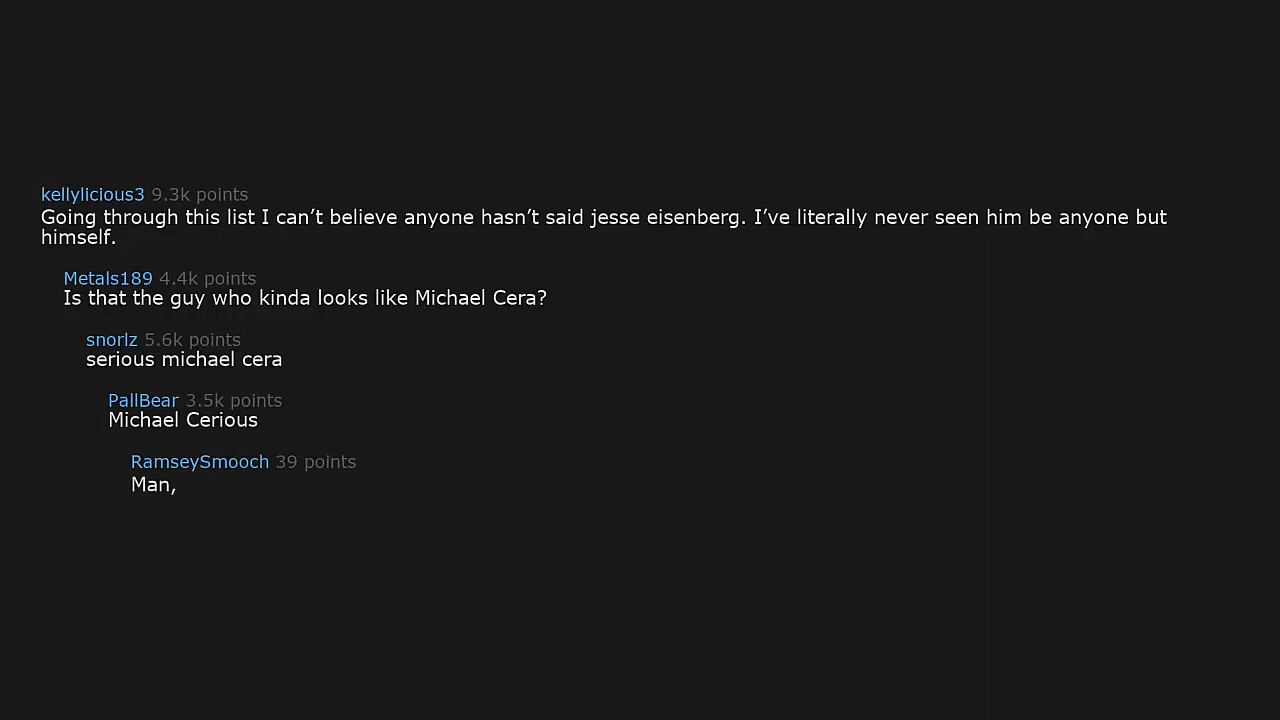 kellylicious3 9.3k points
Going through this list I can’t believe anyone hasn’t said jesse eisenberg. I’ve literally never seen him be anyone but
himself.
Metals189 4.4k points
Is that the guy who kinda looks like Michael Cera?
snorlz 5.6k points
serious michael cera
PallBear 3.5k points
Michael Cerious
RamseySmooch 39 points
Man,